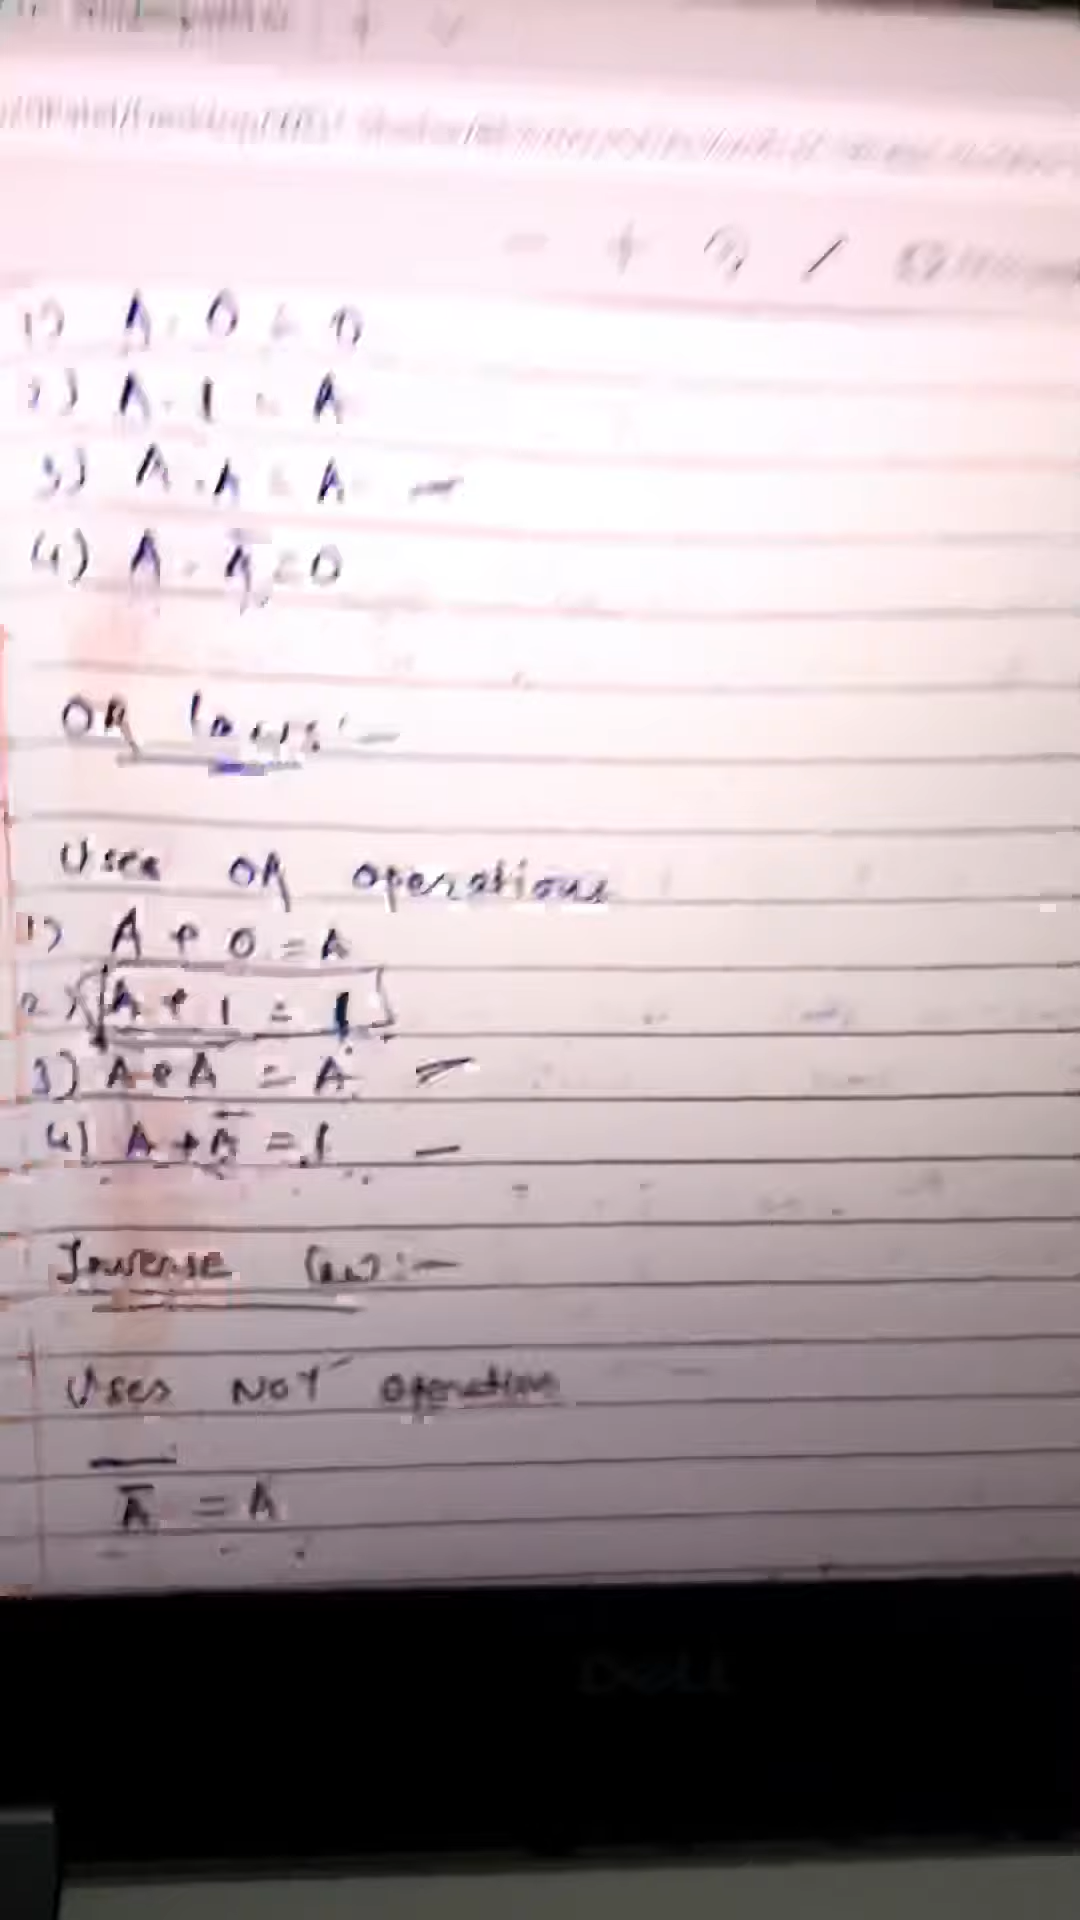 1) A . 0 = 0
2) A . 1 = A
3) A . A = A
(4) A . A̅ = 0
OR laws :-
Uses OR operations
1) A + 0 = A
2) A + 1 = 1
3) A + A = A
4) A + A̅ = 1
Inverse law :-
Uses NOT operation
A̿ = A
DELL